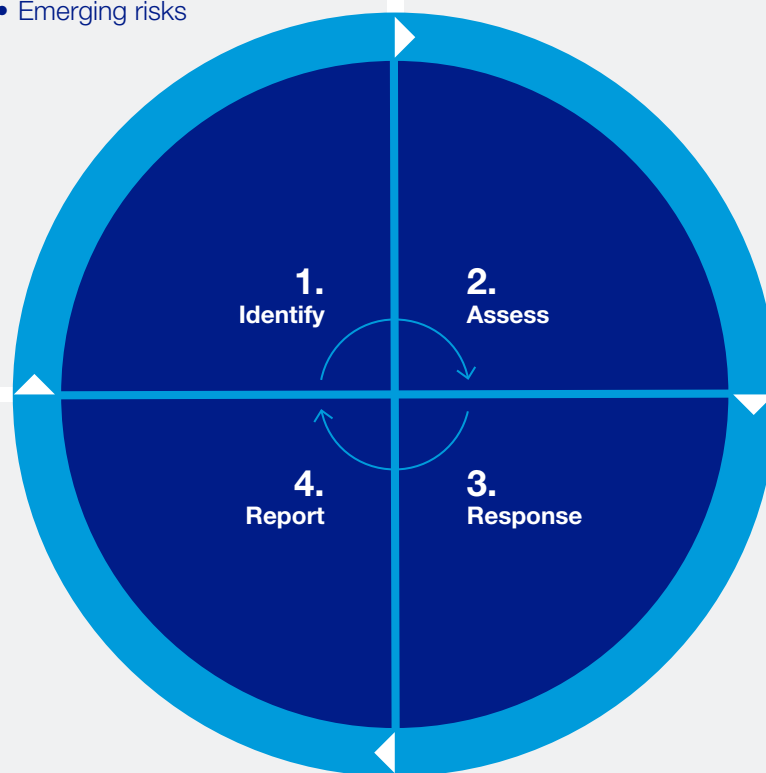 • Emerging risks
1.
Identify
2.
Assess
4.
Report
3.
Response